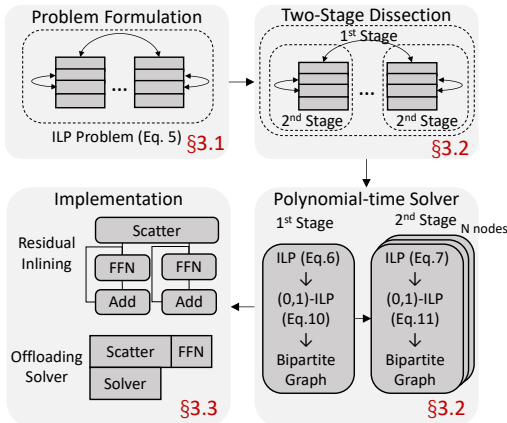 Problem Formulation
...
ILP Problem (Eq. 5)
§3.1
Two-Stage Dissection
1st Stage
...
2nd Stage
2nd Stage
§3.2
Implementation
Residual
Inlining
Scatter
FFN
FFN
Add
Add
Offloading
Solver
Scatter
FFN
Solver
§3.3
Polynomial-time Solver
1st Stage
ILP (Eq.6)
(0,1)-ILP
(Eq.10)
Bipartite
Graph
2nd Stage
N nodes
ILP (Eq.7)
(0,1)-ILP
(Eq.11)
Bipartite
Graph
§3.2